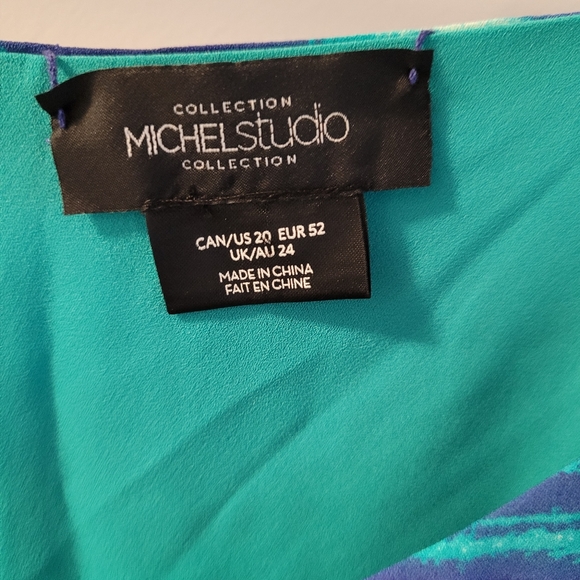 COLLECTION
MICHELstudio
COLLECTION
CAN/US 20 EUR 52
UK/AU 24
MADE IN CHINA
FAIT EN CHINE